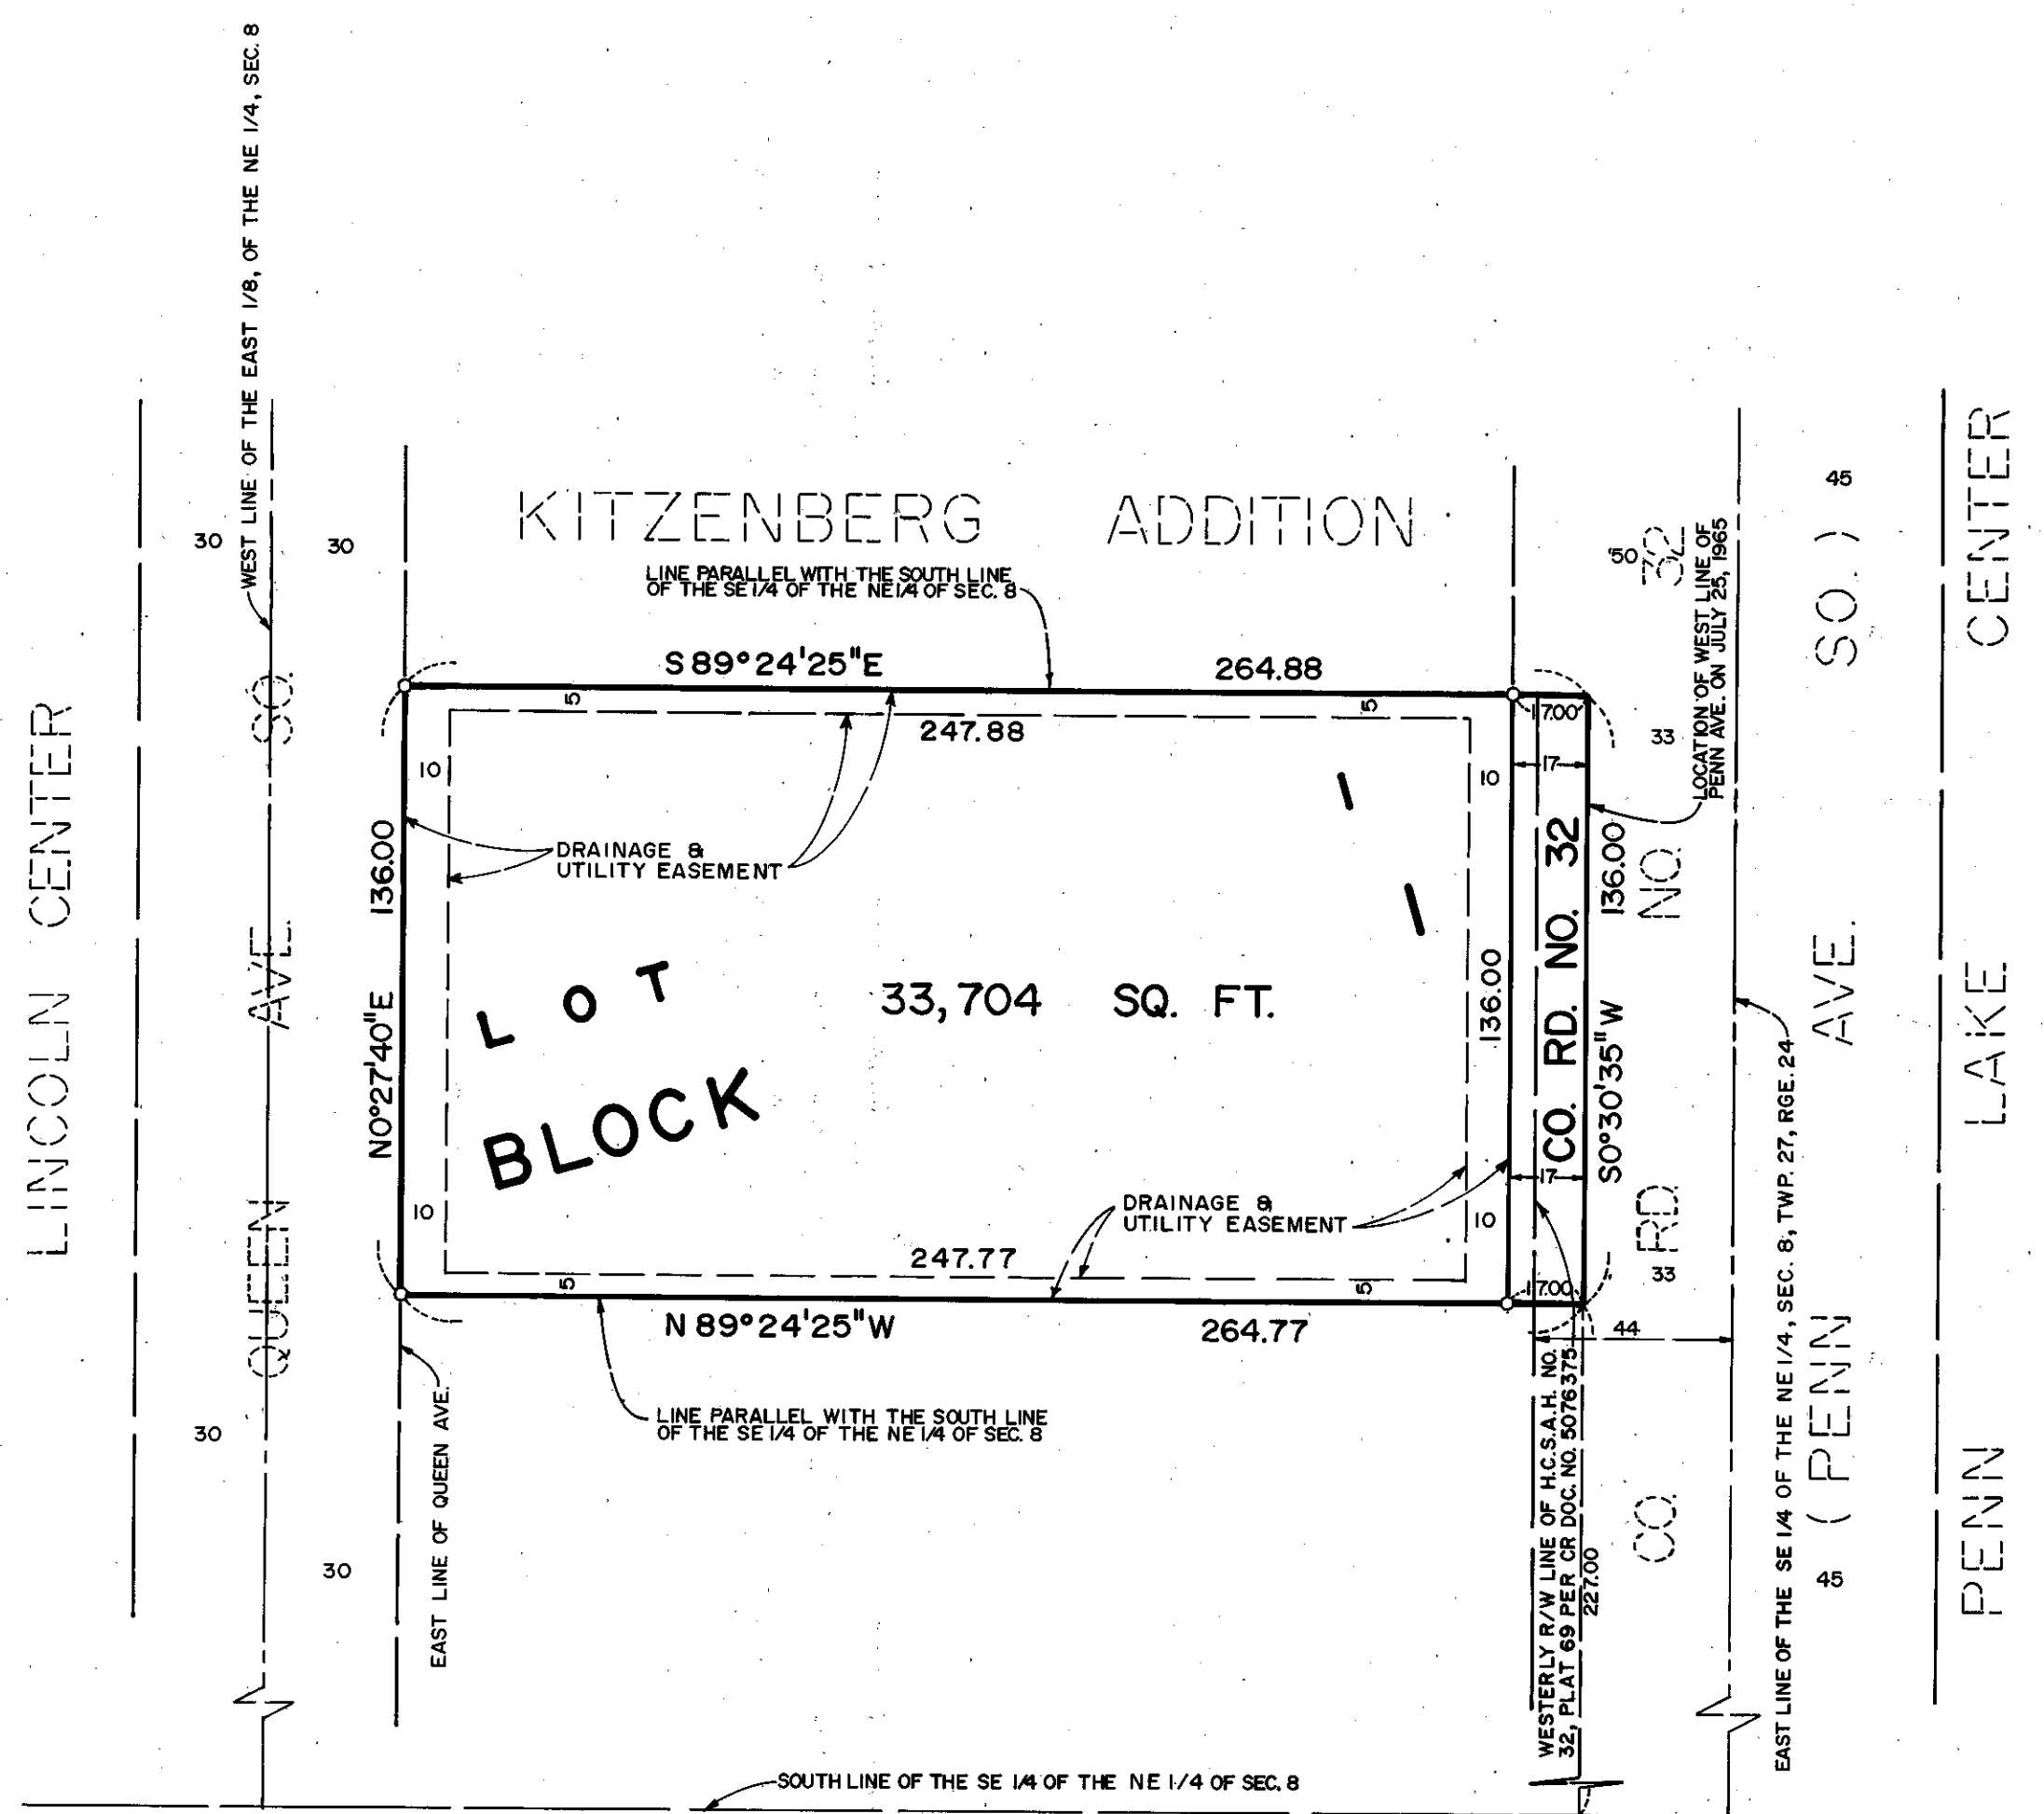 WEST LINE OF THE EAST 1/8, OF THE NE 1/4, SEC. 8
KITZENBERG ADDITION
30
30
45
50
LINE PARALLEL WITH THE SOUTH LINE
OF THE SE 1/4 OF THE NE 1/4 OF SEC. 8
LOCATION OF WEST LINE OF
PENN AVE. ON JULY 25, 1965
S 89°24'25"E
264.88
5
5
247.88
17.00
33
10
10
17
136.00
N0°27'40"E
DRAINAGE &
UTILITY EASEMENT
LOT 1
BLOCK 1
33,704 SQ. FT.
136.00
CO. RD. NO. 32
136.00
S0°30'35"W
17
10
10
DRAINAGE &
UTILITY EASEMENT
247.77
5
5
17.00
33
N 89°24'25"W
264.77
44
LINE PARALLEL WITH THE SOUTH LINE
OF THE SE 1/4 OF THE NE 1/4 OF SEC. 8
EAST LINE OF QUEEN AVE.
30
30
45
WESTERLY R/W LINE OF H.C.S.A.H. NO.
32, PLAT 69 PER CR DOC. NO. 5076375
227.00
EAST LINE OF THE SE 1/4 OF THE NE 1/4, SEC. 8, TWP. 27, RGE. 24
SOUTH LINE OF THE SE 1/4 OF THE NE 1/4 OF SEC. 8
LINCOLN CENTER
QUEEN AVE. SO.
CO. RD. NO. 32
( PENN AVE. SO. )
PENN LAKE CENTER